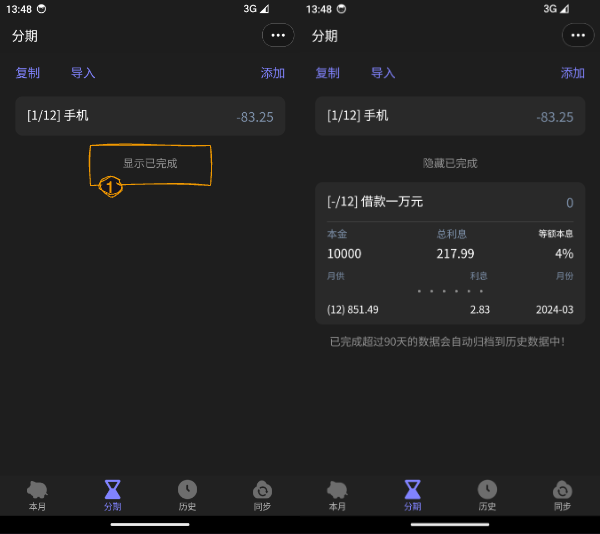 13:48
3G
分期
复制
导入
添加
[1/12] 手机
-83.25
显示已完成
1
本月
分期
历史
同步
13:48
3G
分期
复制
导入
添加
[1/12] 手机
-83.25
隐藏已完成
[-/12] 借款一万元
0
本金
总利息
等额本息
10000
217.99
4%
月供
利息
月份
(12) 851.49
2.83
2024-03
已完成超过90天的数据会自动归档到历史数据中!
本月
分期
历史
同步